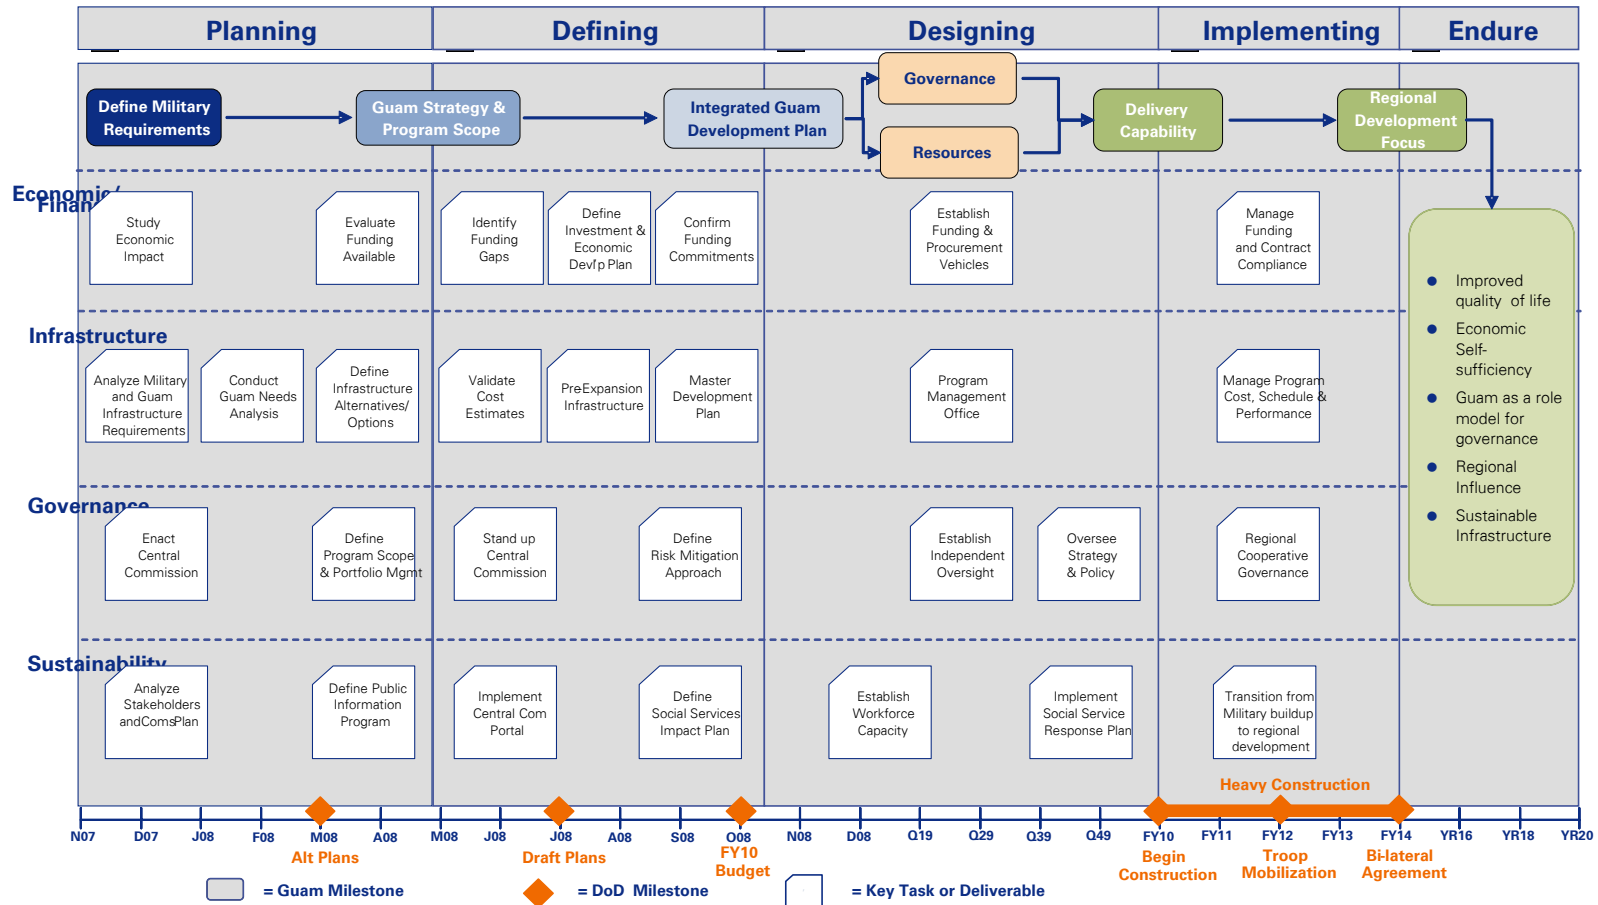 Planning
Defining
Designing
Implementing
Endure
Define Military
Requirements
Guam Strategy &
Program Scope
Integrated Guam
Development Plan
Governance
Resources
Delivery
Capability
Regional
Development
Focus
Economic/
Finan
Study
Economic
Impact
Evaluate
Funding
Available
Identify
Funding
Gaps
Define
Investment &
Economic
Devl'p Plan
Confirm
Funding
Commitments
Establish
Funding &
Procurement
Vehicles
Manage
Funding
and Contract
Compliance
Infrastructure
Analyze Military
and Guam
Infrastructure
Requirements
Conduct
Guam Needs
Analysis
Define
Infrastructure
Alternatives/
Options
Validate
Cost
Estimates
Pre-Expansion
Infrastructure
Master
Development
Plan
Program
Management
Office
Manage Program
Cost, Schedule &
Performance
Governance
Enact
Central
Commission
Define
Program Scope
& Portfolio Mgmt
Stand up
Central
Commission
Define
Risk Mitigation
Approach
Establish
Independent
Oversight
Oversee
Strategy
& Policy
Regional
Cooperative
Governance
Sustainability
Analyze
Stakeholders
and Coms Plan
Define Public
Information
Program
Implement
Central Com
Portal
Define
Social Services
Impact Plan
Establish
Workforce
Capacity
Implement
Social Service
Response Plan
Transition from
Military buildup
to regional
development
Improved
quality of life
Economic
Self-
sufficiency
Guam as a role
model for
governance
Regional
Influence
Sustainable
Infrastructure
Heavy Construction
N07 D07 J08 F08 M08 A08 M08 J08 J08 A08 S08 O08 N08 D08 Q19 Q29 Q39 Q49 FY10 FY11 FY12 FY13 FY14 YR16 YR18 YR20
Alt Plans
Draft Plans
FY10
Budget
Begin
Construction
Troop
Mobilization
Bi-lateral
Agreement
= Guam Milestone
= DoD Milestone
= Key Task or Deliverable